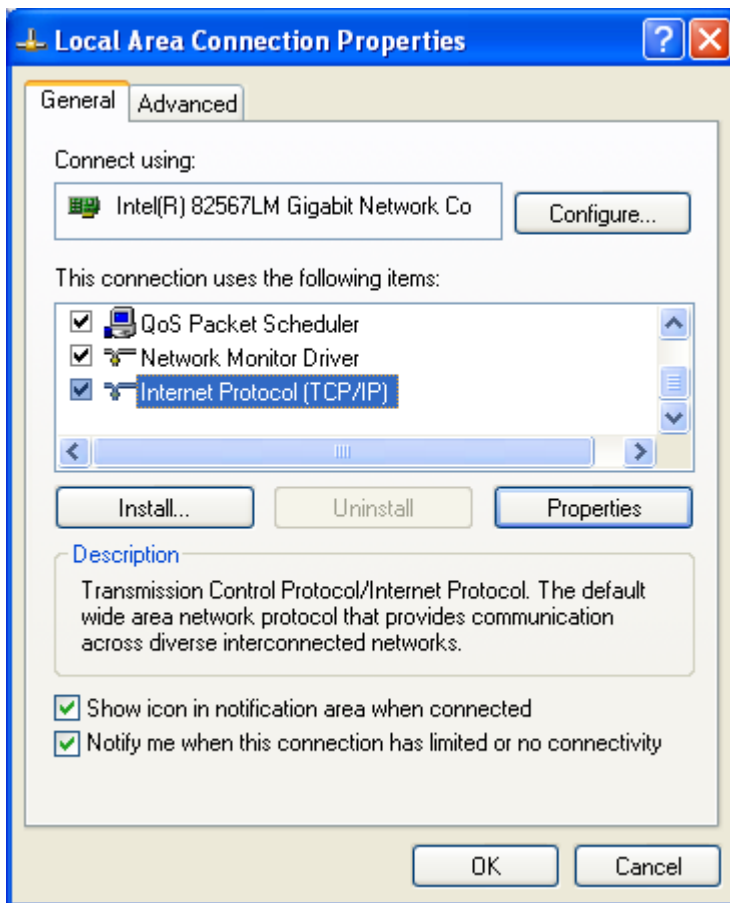 Local Area Connection Properties
General
Advanced
Connect using:
Intel(R) 82567LM Gigabit Network Co
Configure...
This connection uses the following items:
QoS Packet Scheduler
Network Monitor Driver
Internet Protocol (TCP/IP)
Install...
Uninstall
Properties
Description
Transmission Control Protocol/Internet Protocol. The default
wide area network protocol that provides communication
across diverse interconnected networks.
Show icon in notification area when connected
Notify me when this connection has limited or no connectivity
OK
Cancel